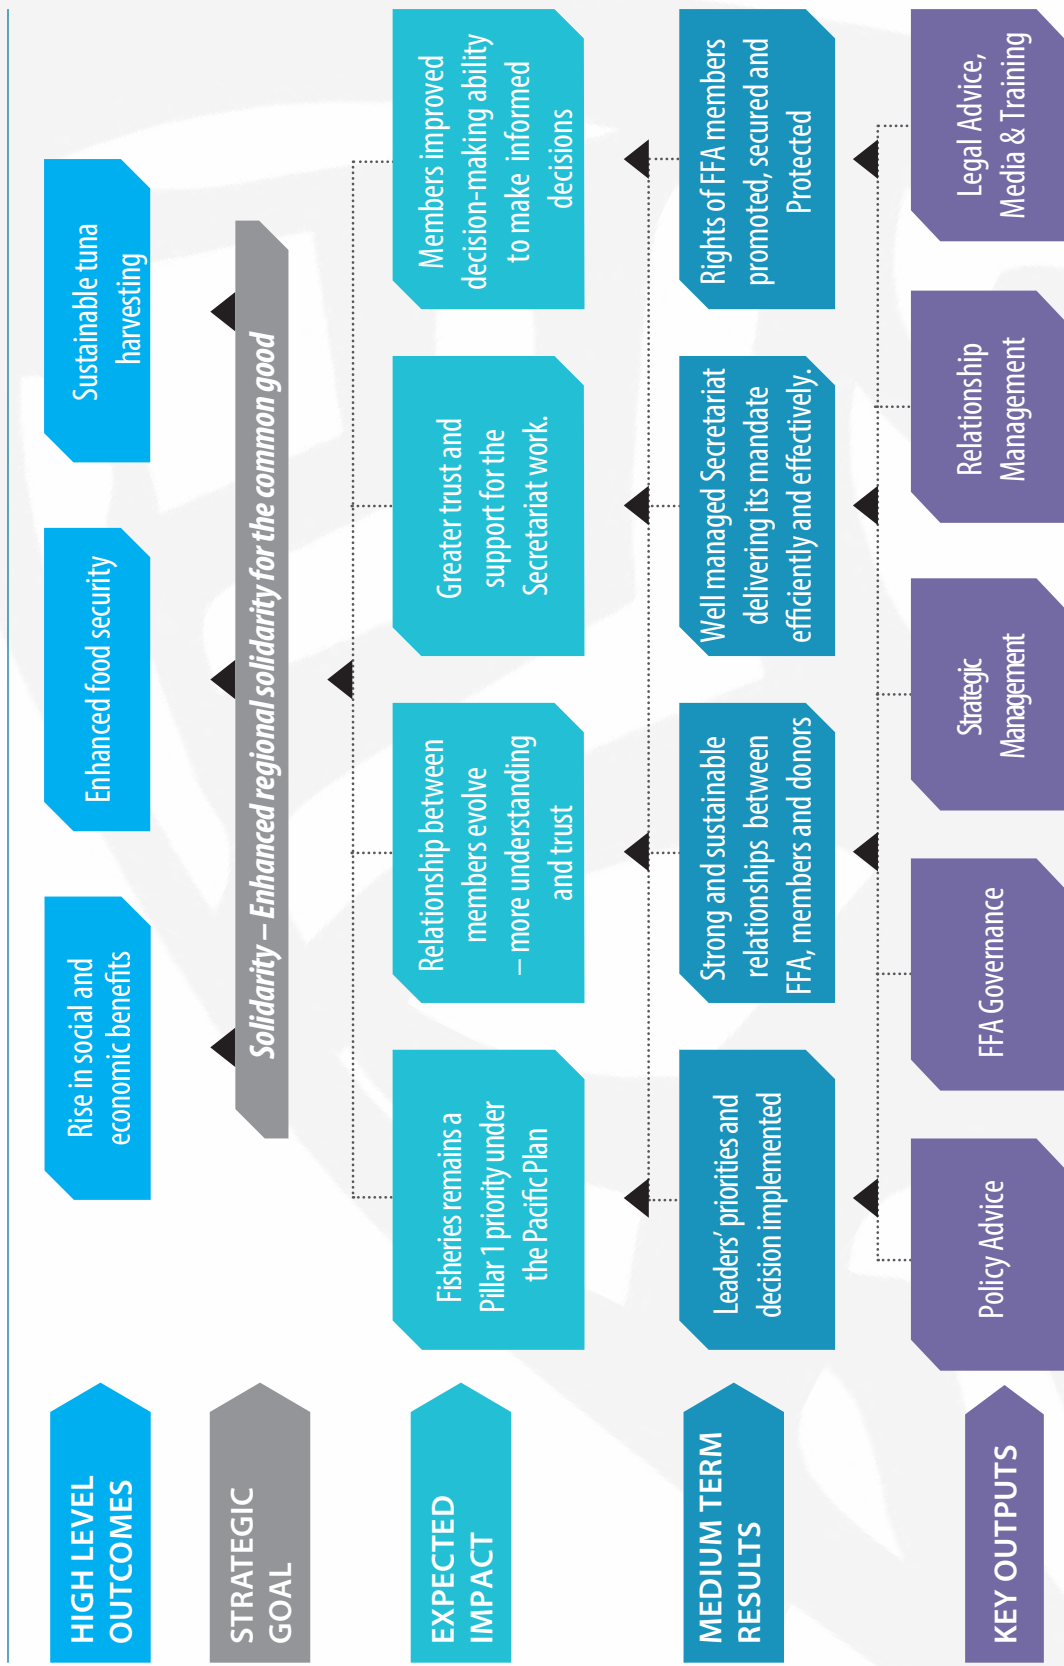 HIGH LEVEL
OUTCOMES
Rise in social and
economic benefits
Enhanced food security
Sustainable tuna
harvesting
STRATEGIC
GOAL
Solidarity – Enhanced regional solidarity for the common good
EXPECTED
IMPACT
Fisheries remains a
Pillar 1 priority under
the Pacific Plan
Relationship between
members evolve
– more understanding
and trust
Greater trust and
support for the
Secretariat work.
Members improved
decision-making ability
to make informed
decisions
MEDIUM TERM
RESULTS
Leaders’ priorities and
decision implemented
Strong and sustainable
relationships between
FFA, members and donors
Well managed Secretariat
delivering its mandate
efficiently and effectively.
Rights of FFA members
promoted, secured and
Protected
KEY OUTPUTS
Policy Advice
FFA Governance
Strategic
Management
Relationship
Management
Legal Advice,
Media & Training